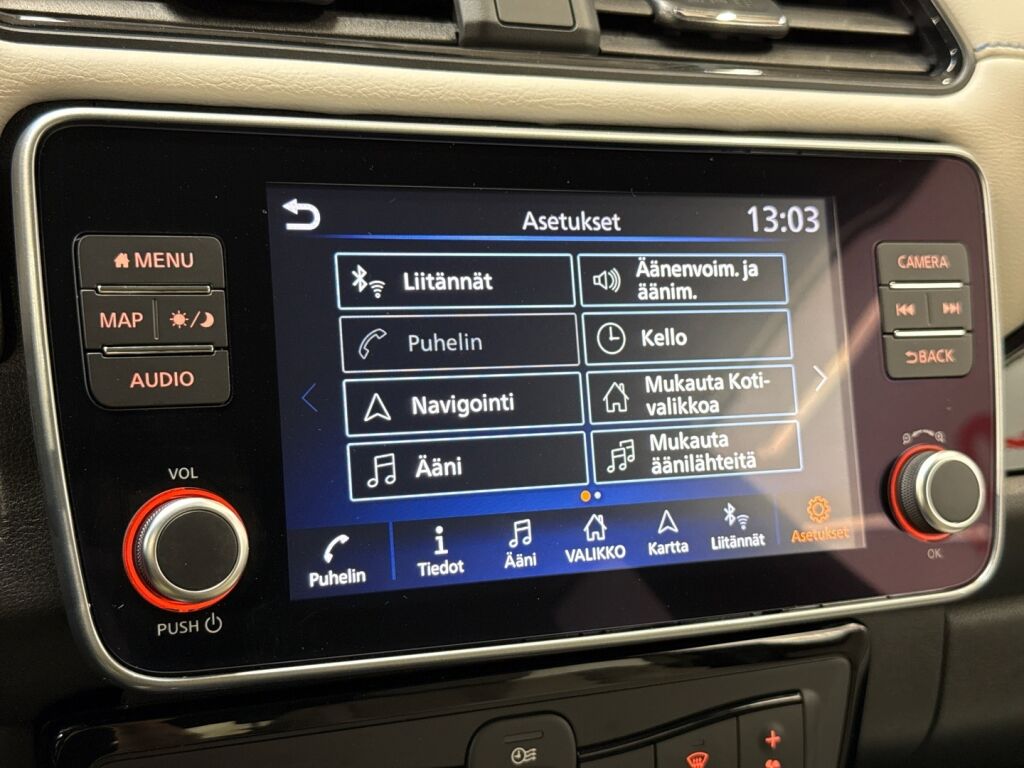 Asetukset
13:03
MENU
MAP
AUDIO
VOL
PUSH
Liitännät
Äänenvoim. ja
äänim.
Puhelin
Kello
Navigointi
Mukauta Koti-
valikkoa
Ääni
Mukauta
äänilähteitä
Puhelin
Tiedot
Ääni
VALIKKO
Kartta
Liitännät
Asetukset
CAMERA
BACK
OK